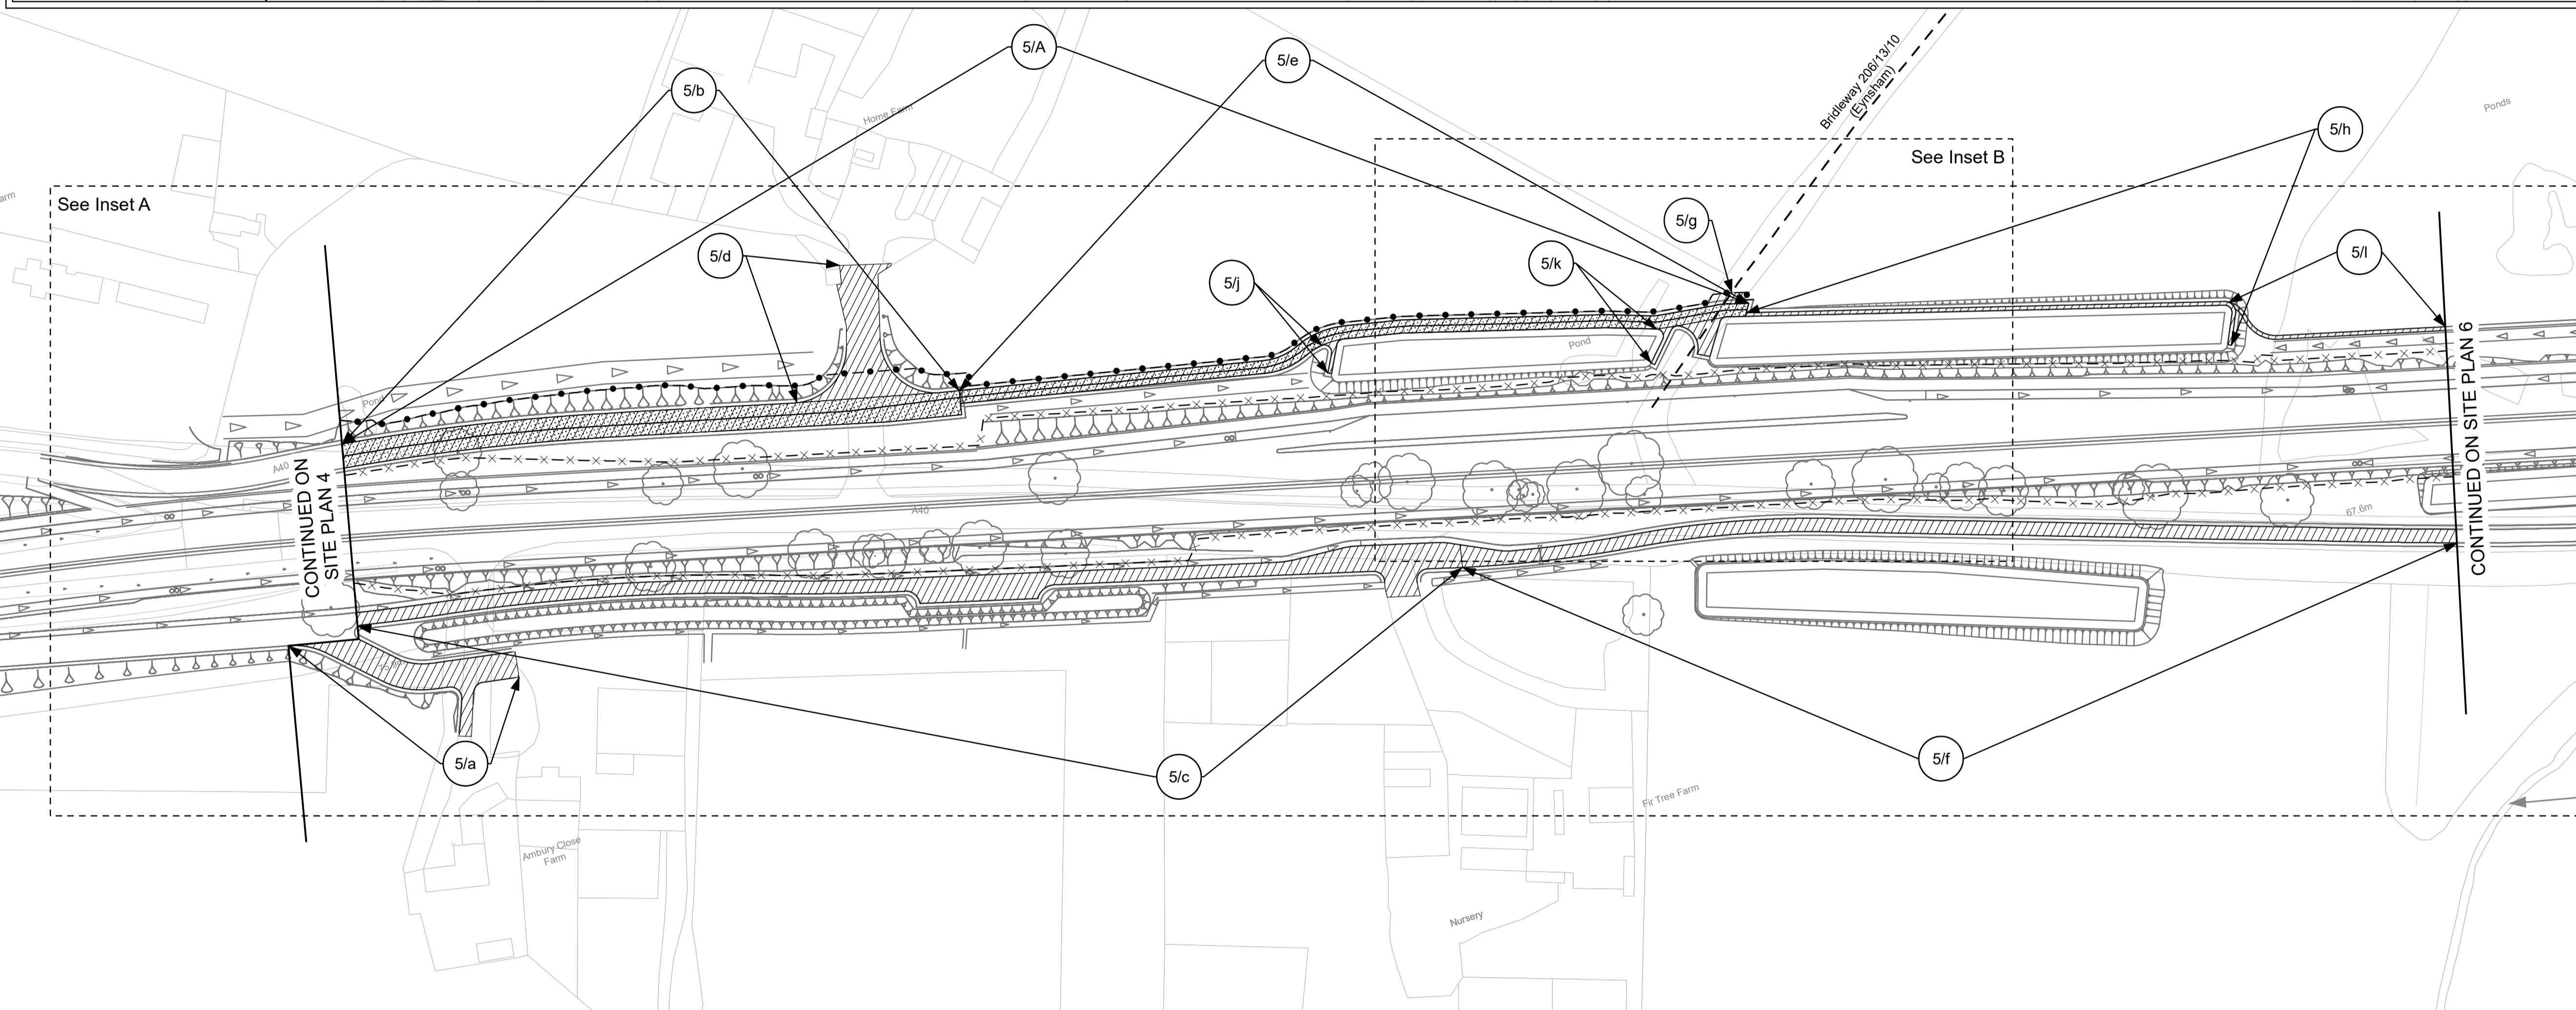 5/A
5/e
5/b
Bridleway 206/13/10
(Eynsham)
Ponds
Home Farm
5/h
See Inset B
See Inset A
5/g
5/d
5/k
5/l
5/j
Pond
Pond
A40
CONTINUED ON
SITE PLAN 4
CONTINUED ON SITE PLAN 6
A40
67.6m
5/a
5/c
5/f
Fir Tree Farm
Ambury Close
Farm
Nursery